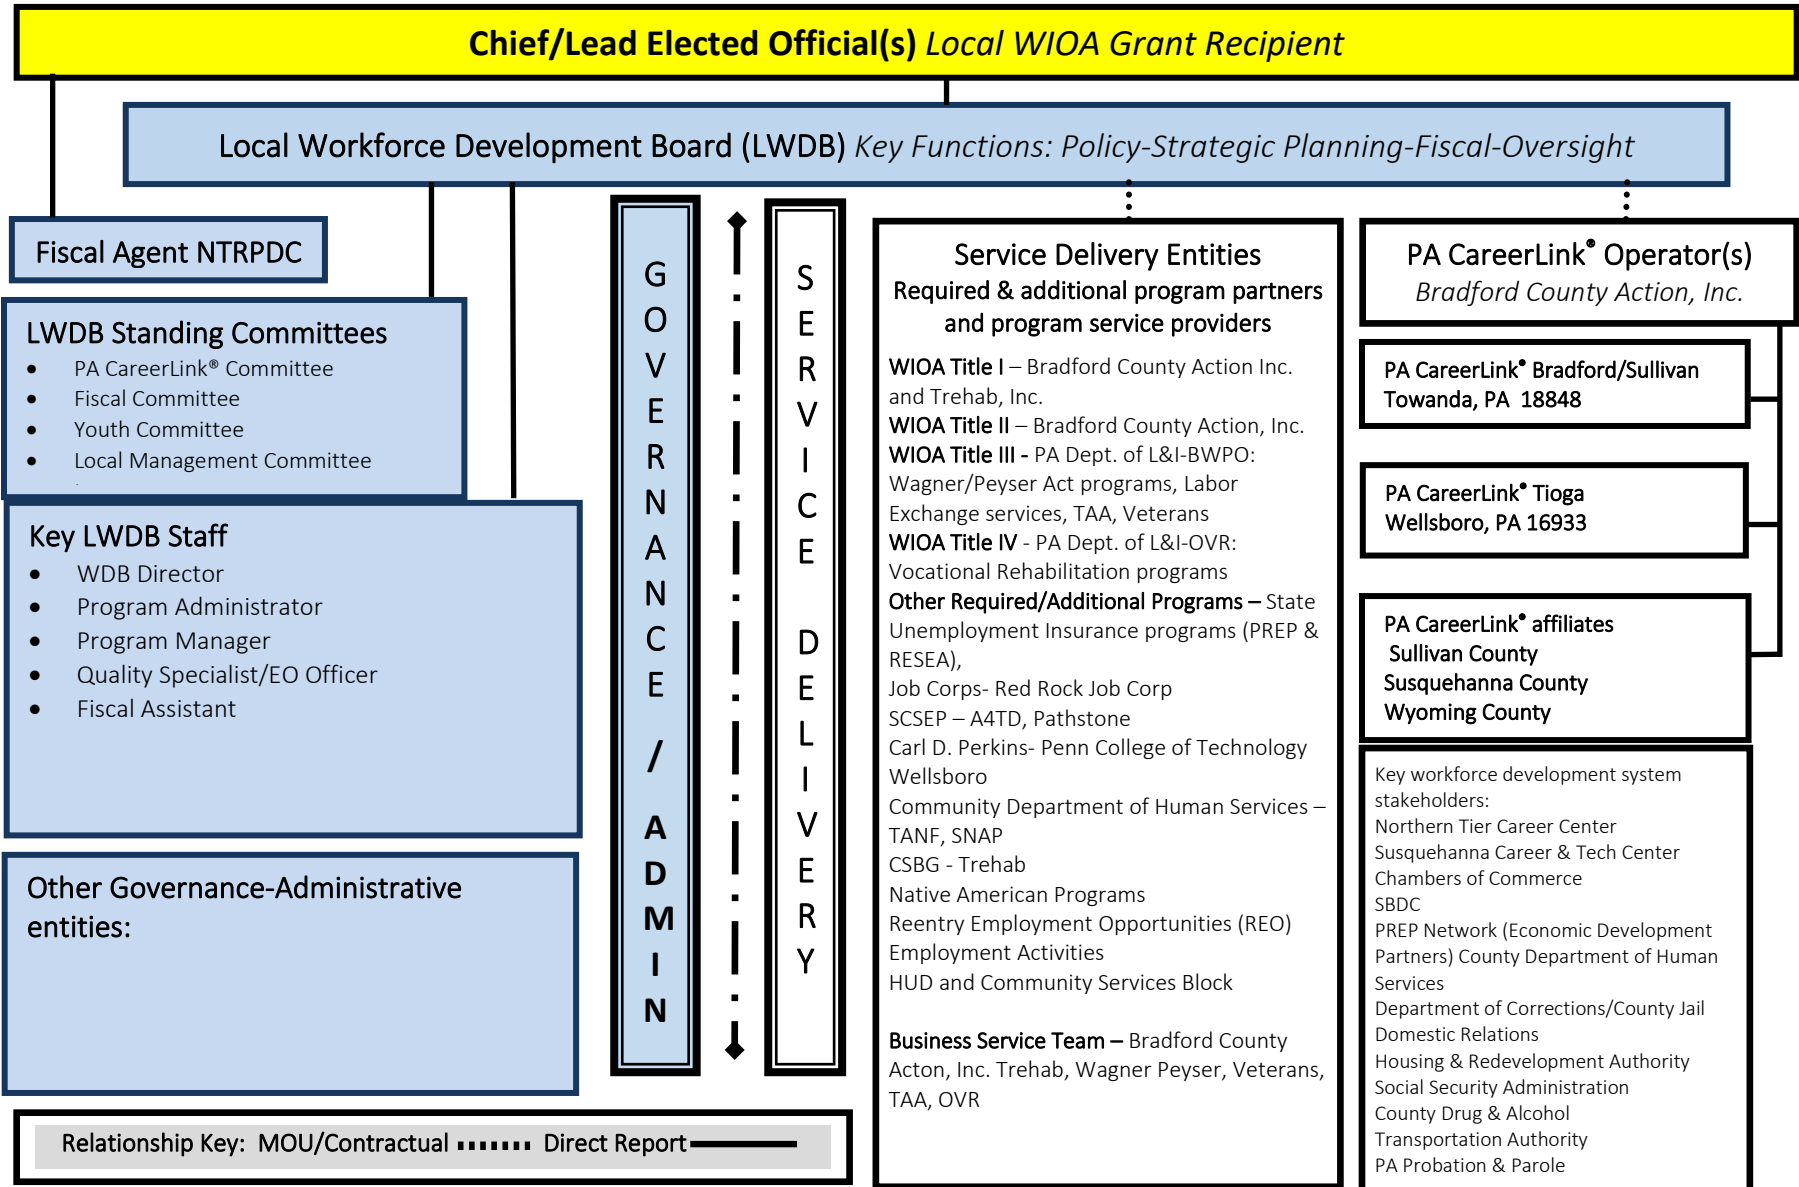 Chief/Lead Elected Official(s) Local WIOA Grant Recipient
Local Workforce Development Board (LWDB) Key Functions: Policy-Strategic Planning-Fiscal-Oversight
Fiscal Agent NTRPDC
LWDB Standing Committees
• PA CareerLink® Committee
• Fiscal Committee
• Youth Committee
• Local Management Committee
Key LWDB Staff
• WDB Director
• Program Administrator
• Program Manager
• Quality Specialist/EO Officer
• Fiscal Assistant
Other Governance-Administrative
entities:
GOVERNANCE / ADMIN
SERVICE DELIVERY
Service Delivery Entities
Required & additional program partners
and program service providers
WIOA Title I – Bradford County Action Inc.
and Trehab, Inc.
WIOA Title II – Bradford County Action, Inc.
WIOA Title III - PA Dept. of L&I-BWPO:
Wagner/Peyser Act programs, Labor
Exchange services, TAA, Veterans
WIOA Title IV - PA Dept. of L&I-OVR:
Vocational Rehabilitation programs
Other Required/Additional Programs – State
Unemployment Insurance programs (PREP &
RESEA),
Job Corps- Red Rock Job Corp
SCSEP – A4TD, Pathstone
Carl D. Perkins- Penn College of Technology
Wellsboro
Community Department of Human Services –
TANF, SNAP
CSBG - Trehab
Native American Programs
Reentry Employment Opportunities (REO)
Employment Activities
HUD and Community Services Block
Business Service Team – Bradford County
Acton, Inc. Trehab, Wagner Peyser, Veterans,
TAA, OVR
PA CareerLink® Operator(s)
Bradford County Action, Inc.
PA CareerLink® Bradford/Sullivan
Towanda, PA 18848
PA CareerLink® Tioga
Wellsboro, PA 16933
PA CareerLink® affiliates
Sullivan County
Susquehanna County
Wyoming County
Key workforce development system
stakeholders:
Northern Tier Career Center
Susquehanna Career & Tech Center
Chambers of Commerce
SBDC
PREP Network (Economic Development
Partners) County Department of Human
Services
Department of Corrections/County Jail
Domestic Relations
Housing & Redevelopment Authority
Social Security Administration
County Drug & Alcohol
Transportation Authority
PA Probation & Parole
Relationship Key: MOU/Contractual Direct Report